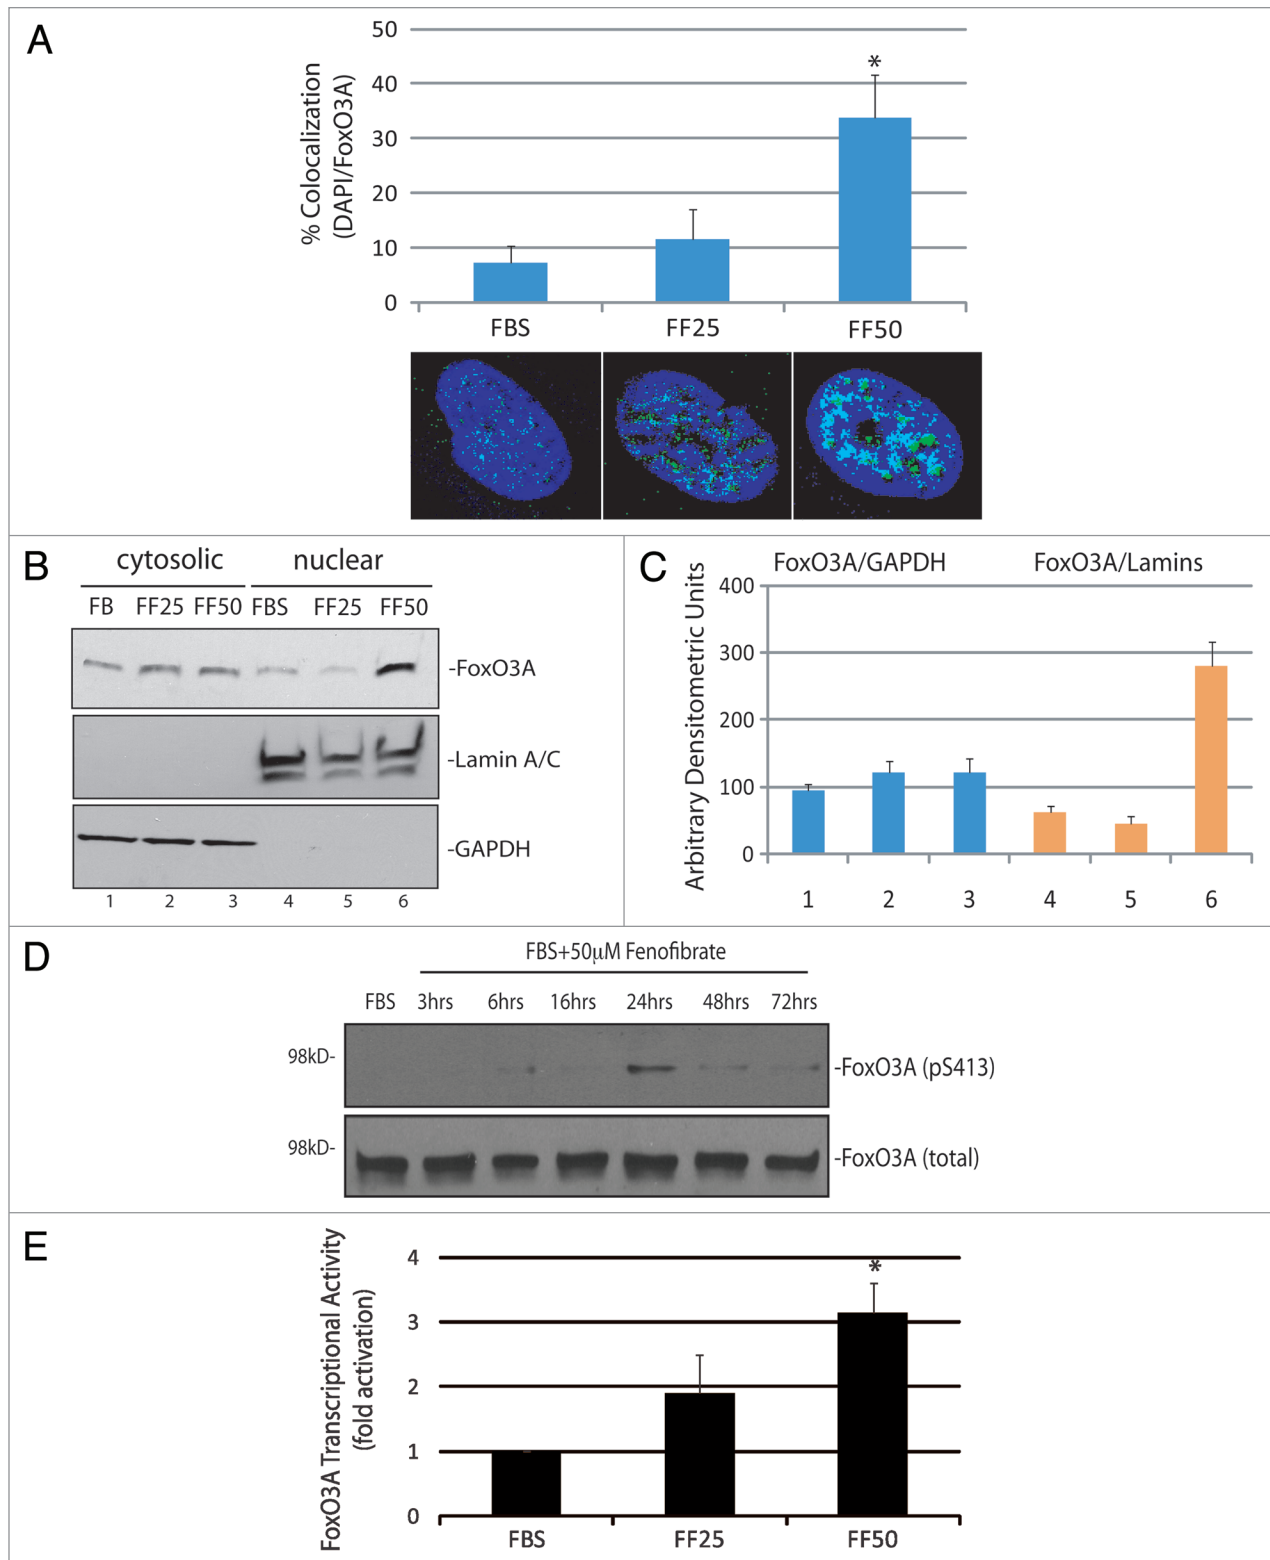 A
% Colocalization
(DAPI/FoxO3A)
50
40
30
20
10
0
*
FBS FF25 FF50
B
cytosolic nuclear
FB FF25 FF50 FBS FF25 FF50
-FoxO3A
-Lamin A/C
-GAPDH
1 2 3 4 5 6
C
FoxO3A/GAPDH FoxO3A/Lamins
Arbitrary Densitometric Units
400
300
200
100
0
1 2 3 4 5 6
D
FBS+50µM Fenofibrate
FBS 3hrs 6hrs 16hrs 24hrs 48hrs 72hrs
98kD-
-FoxO3A (pS413)
98kD-
-FoxO3A (total)
E
FoxO3A Transcriptional Activity
(fold activation)
4
3
2
1
0
*
FBS FF25 FF50